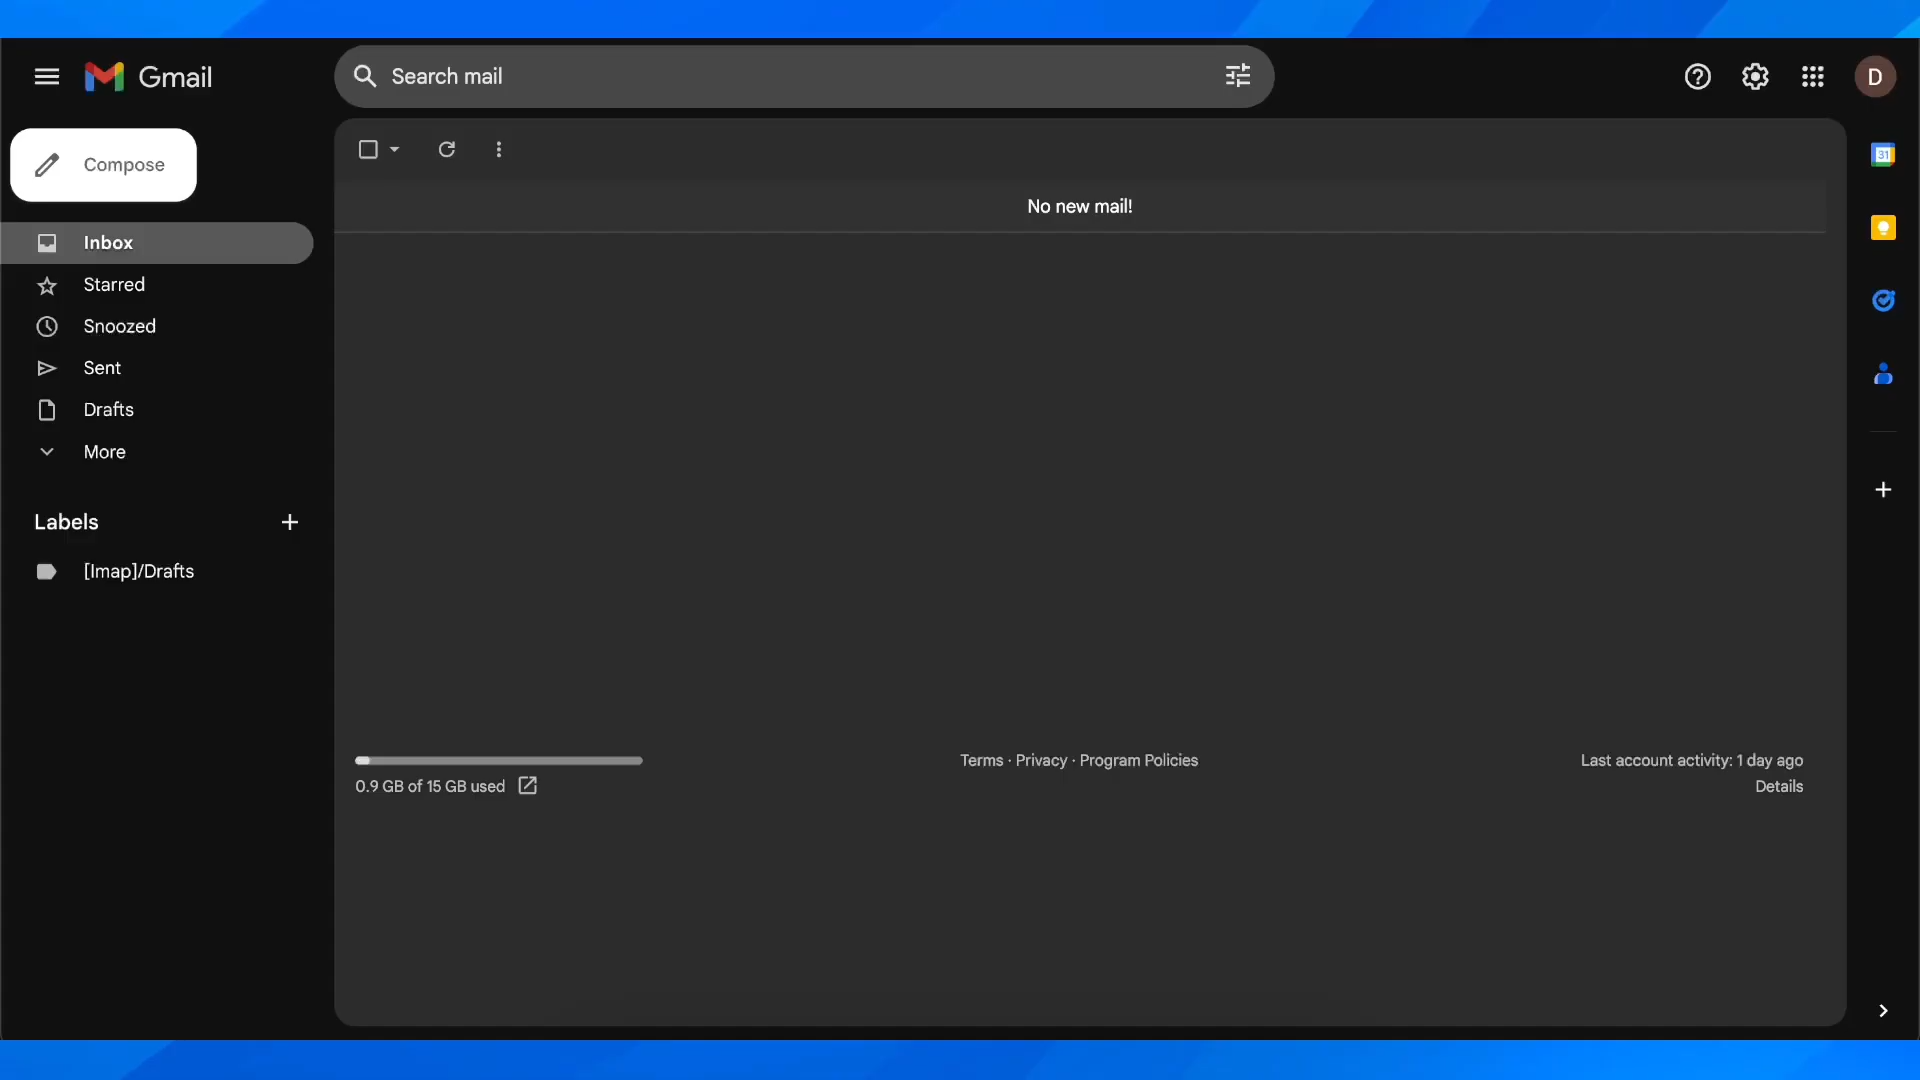 Gmail
Search mail
D
Compose
No new mail!
Inbox
Starred
Snoozed
Sent
Drafts
More
Labels
[Imap]/Drafts
31
0.9 GB of 15 GB used
Terms · Privacy · Program Policies
Last account activity: 1 day ago
Details